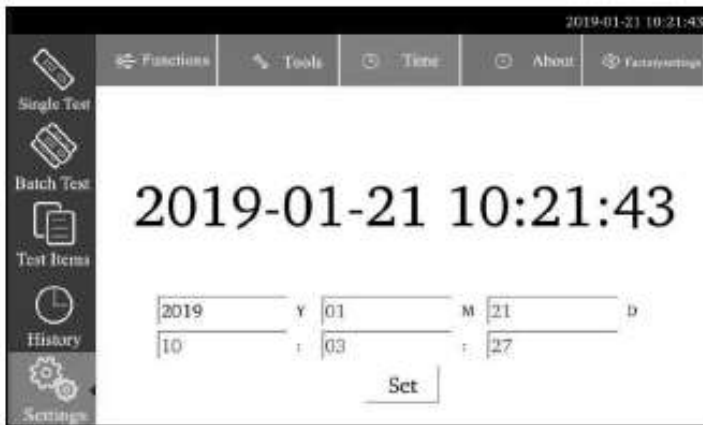 2019-01-21 10:21:43
Functions Tools Time About Factorysettings
Single Test
Batch Test
Test Items
History
Settings
2019-01-21 10:21:43
2019 Y 01 M 21 D
10 : 03 : 27
Set